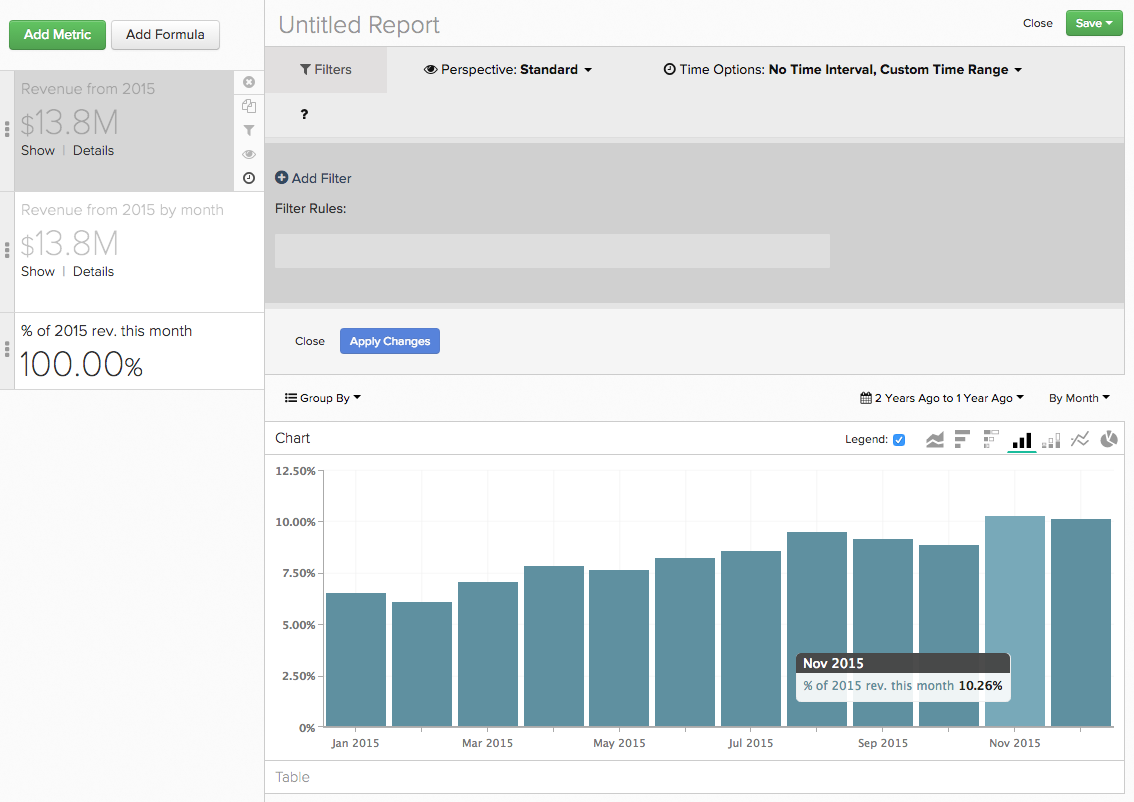 Add Metric Add Formula
Revenue from 2015
$13.8M
Show | Details
Revenue from 2015 by month
$13.8M
Show | Details
% of 2015 rev. this month
100.00%
Untitled Report Close Save
Filters Perspective: Standard Time Options: No Time Interval, Custom Time Range
?
Add Filter
Filter Rules:
Close Apply Changes
Group By 2 Years Ago to 1 Year Ago By Month
Chart Legend:
12.50%
10.00%
7.50%
5.00%
2.50%
0%
Nov 2015
% of 2015 rev. this month 10.26%
Jan 2015 Mar 2015 May 2015 Jul 2015 Sep 2015 Nov 2015
Table